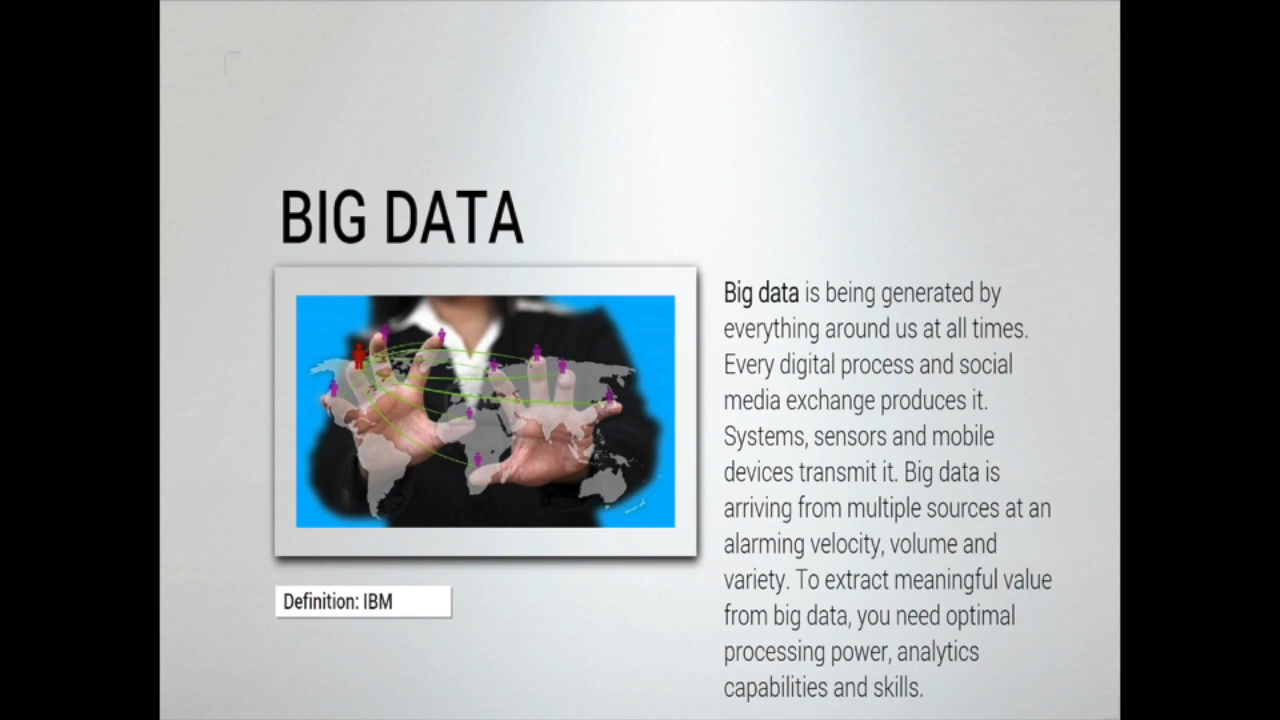 BIG DATA
Big data is being generated by
everything around us at all times.
Every digital process and social
media exchange produces it.
Systems, sensors and mobile
devices transmit it. Big data is
arriving from multiple sources at an
alarming velocity, volume and
variety. To extract meaningful value
from big data, you need optimal
processing power, analytics
capabilities and skills.
Definition: IBM